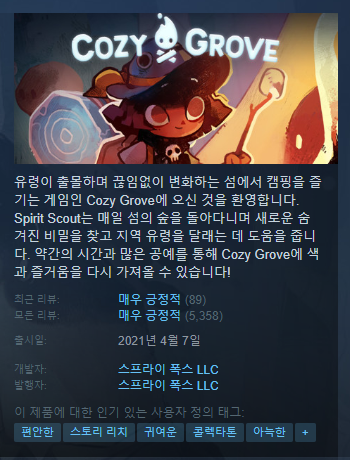 COZY GROVE
유령이 출몰하며 끊임없이 변화하는 섬에서 캠핑을 즐
기는 게임인 Cozy Grove에 오신 것을 환영합니다.
Spirit Scout는 매일 섬의 숲을 돌아다니며 새로운 숨
겨진 비밀을 찾고 지역 유령을 달래는 데 도움을 줍니
다. 약간의 시간과 많은 공예를 통해 Cozy Grove에 색
과 즐거움을 다시 가져올 수 있습니다!
최근 리뷰: 매우 긍정적 (89)
모든 리뷰: 매우 긍정적 (5,358)
출시일: 2021년 4월 7일
개발자: 스프라이 폭스 LLC
발행자: 스프라이 폭스 LLC
이 제품에 대한 인기 있는 사용자 정의 태그:
편안한 스토리 리치 귀여운 콜렉타톤 아늑한 +